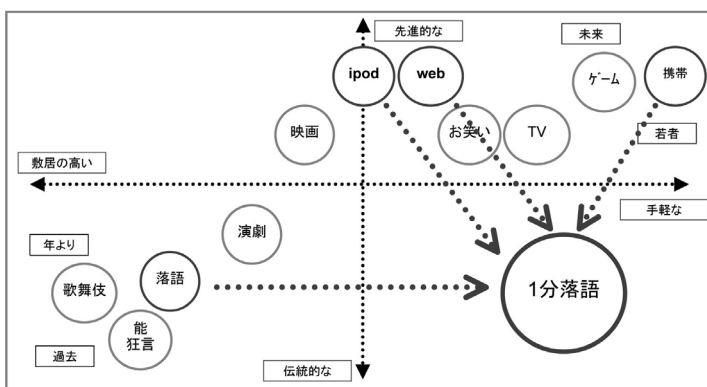 先進的な
未来
ipod
web
ゲーム
携帯
映画
お笑い
TV
若者
敷居の高い
手軽な
演劇
年より
歌舞伎
落語
1分落語
能
狂言
過去
伝統的な